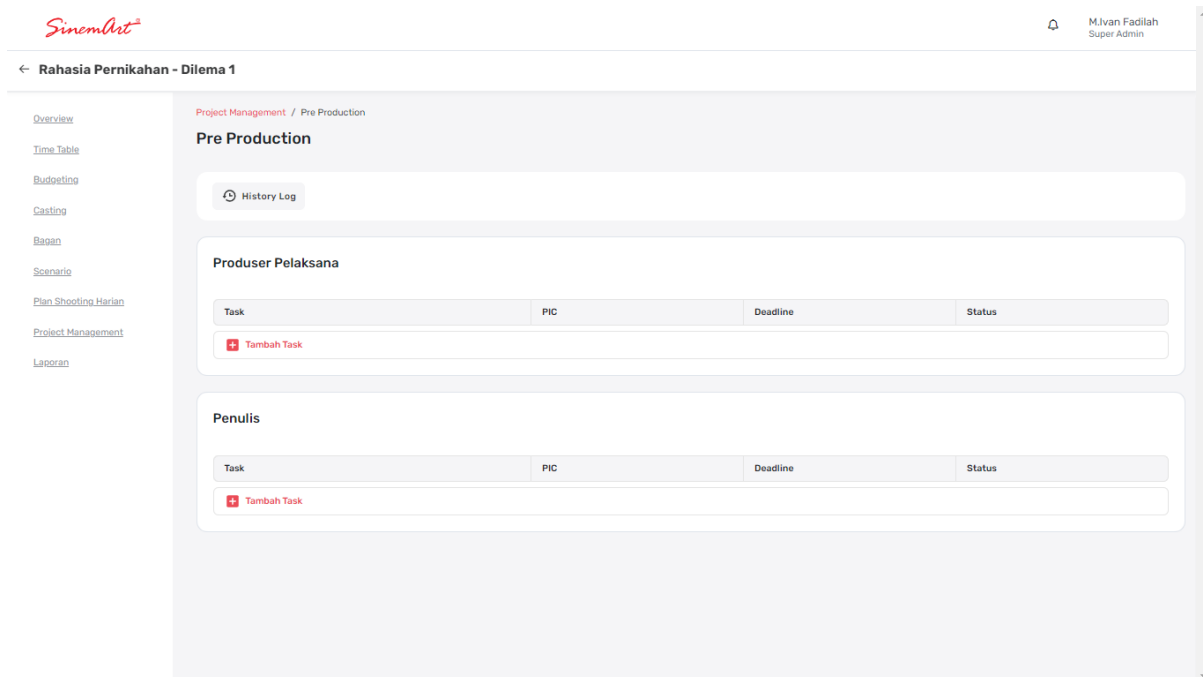 SinemArt®
M.Ivan Fadilah
Super Admin
← Rahasia Pernikahan - Dilema 1
Overview
Time Table
Budgeting
Casting
Bagan
Scenario
Plan Shooting Harian
Project Management
Laporan
Project Management / Pre Production
Pre Production
History Log
Produser Pelaksana
Task PIC Deadline Status
Tambah Task
Penulis
Task PIC Deadline Status
Tambah Task